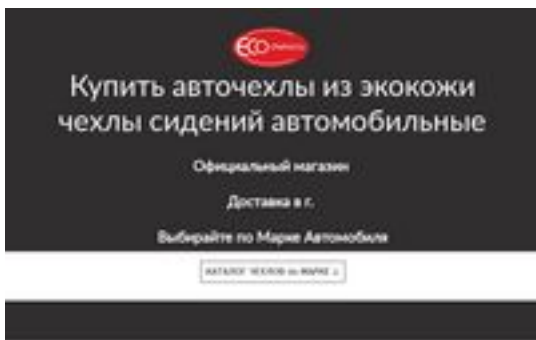 ECO
Купить авточехлы из экокожи
чехлы сидений автомобильные
Официальный магазин
Доставка в г.
Выбирайте по Марке Автомобиля
КАТАЛОГ ЧЕХЛОВ по МАРКЕ